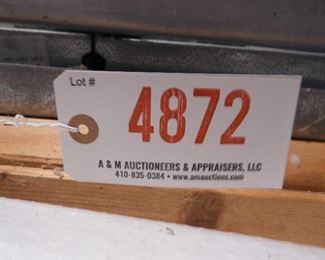 Lot #
4872
A & M AUCTIONEERS & APPRAISERS, LLC
410-835-0384 • www.amauctions.com